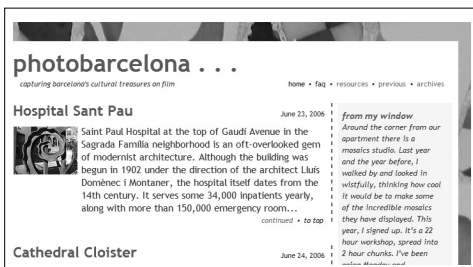 photobarcelona . . .
capturing barcelona's cultural treasures on film
home • faq • resources • previous • archives
Hospital Sant Pau
June 23, 2006
Saint Paul Hospital at the top of Gaudí Avenue in the
Sagrada Família neighborhood is an oft-overlooked gem
of modernist architecture. Although the building was
begun in 1902 under the direction of the architect Lluís
Domènec i Montaner, the hospital itself dates from the
14th century. It serves some 34,000 inpatients yearly,
along with more than 150,000 emergency room...
continued • to top
Cathedral Cloister
June 24, 2006
from my window
Around the corner from our
apartment there is a
mosaics studio. Last year
and the year before, I
walked by and looked in
wistfully, thinking how cool
it would be to make some
of the incredible mosaics
they have displayed. This
year, I signed up. It's a 22
hour workshop, spread into
2 hour chunks. I've been
going Monday and